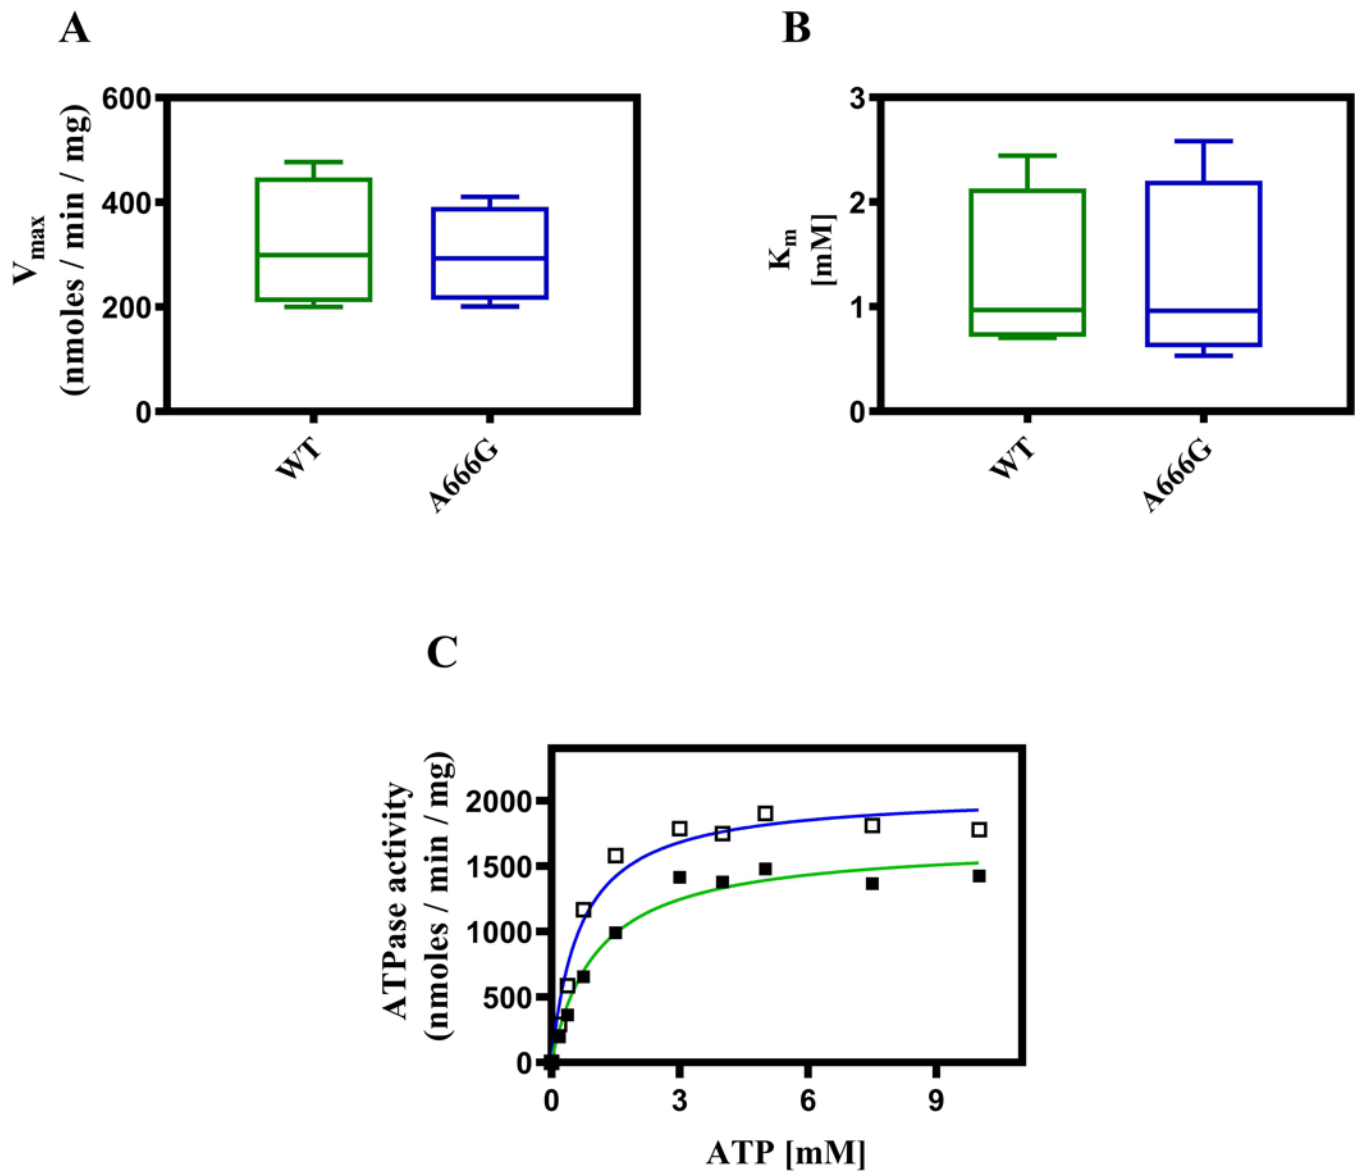 A
600
400
200
0
Vmax
(nmoles / min / mg)
WT
A666G
B
3
2
1
0
Km
[mM]
WT
A666G
C
2000
1500
1000
500
0
ATPase activity
(nmoles / min / mg)
0 3 6 9
ATP [mM]